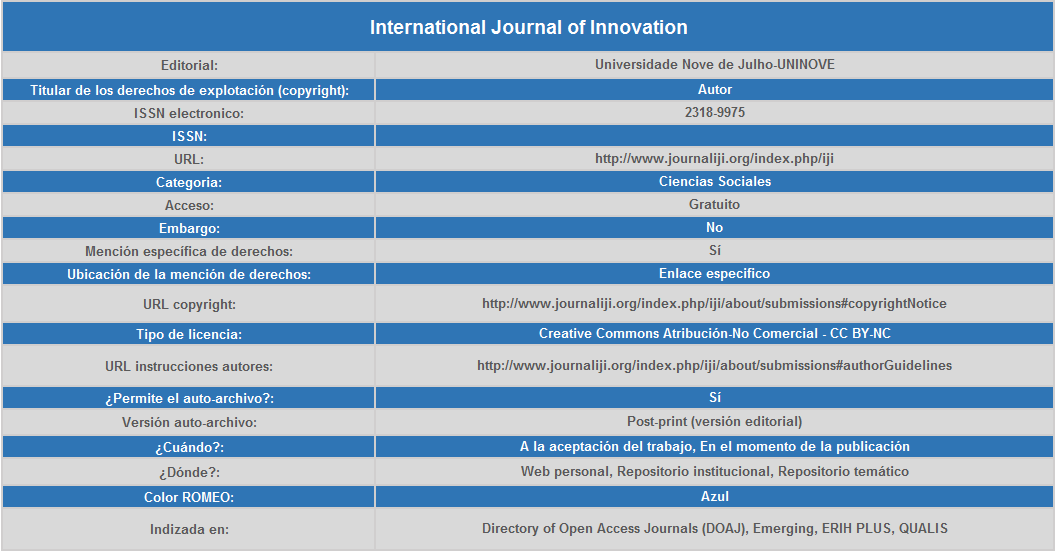 International Journal of Innovation
Editorial: Universidade Nove de Julho-UNINOVE
Titular de los derechos de explotación (copyright): Autor
ISSN electronico: 2318-9975
ISSN:
URL: http://www.journaliji.org/index.php/iji
Categoria: Ciencias Sociales
Acceso: Gratuito
Embargo: No
Mención específica de derechos: Sí
Ubicación de la mención de derechos: Enlace especifico
URL copyright: http://www.journaliji.org/index.php/iji/about/submissions#copyrightNotice
Tipo de licencia: Creative Commons Atribución-No Comercial - CC BY-NC
URL instrucciones autores: http://www.journaliji.org/index.php/iji/about/submissions#authorGuidelines
¿Permite el auto-archivo?: Sí
Versión auto-archivo: Post-print (versión editorial)
¿Cuándo?: A la aceptación del trabajo, En el momento de la publicación
¿Dónde?: Web personal, Repositorio institucional, Repositorio temático
Color ROMEO: Azul
Indizada en: Directory of Open Access Journals (DOAJ), Emerging, ERIH PLUS, QUALIS